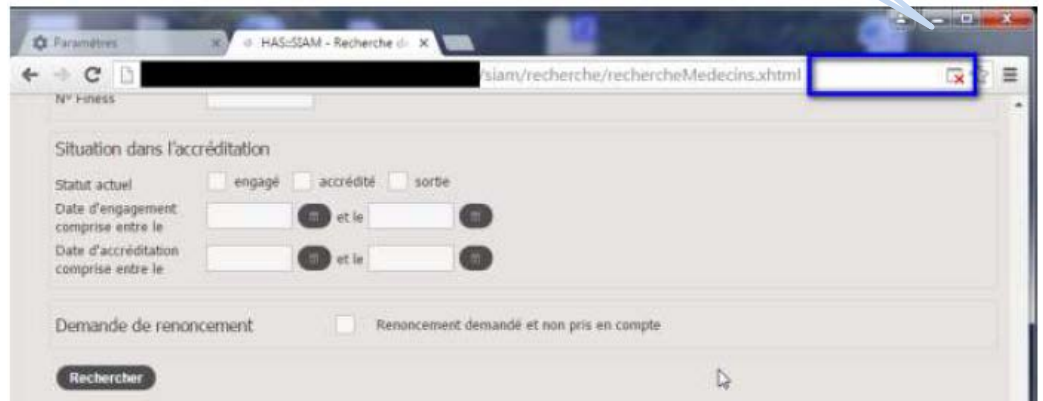 Paramètres
HAS::SIAM - Recherche d
/siam/recherche/rechercheMedecins.xhtml
N° Finess
Situation dans l'accréditation
Statut actuel engagé accrédité sortie
Date d'engagement
comprise entre le et le
Date d'accréditation
comprise entre le et le
Demande de renoncement Renoncement demandé et non pris en compte
Rechercher